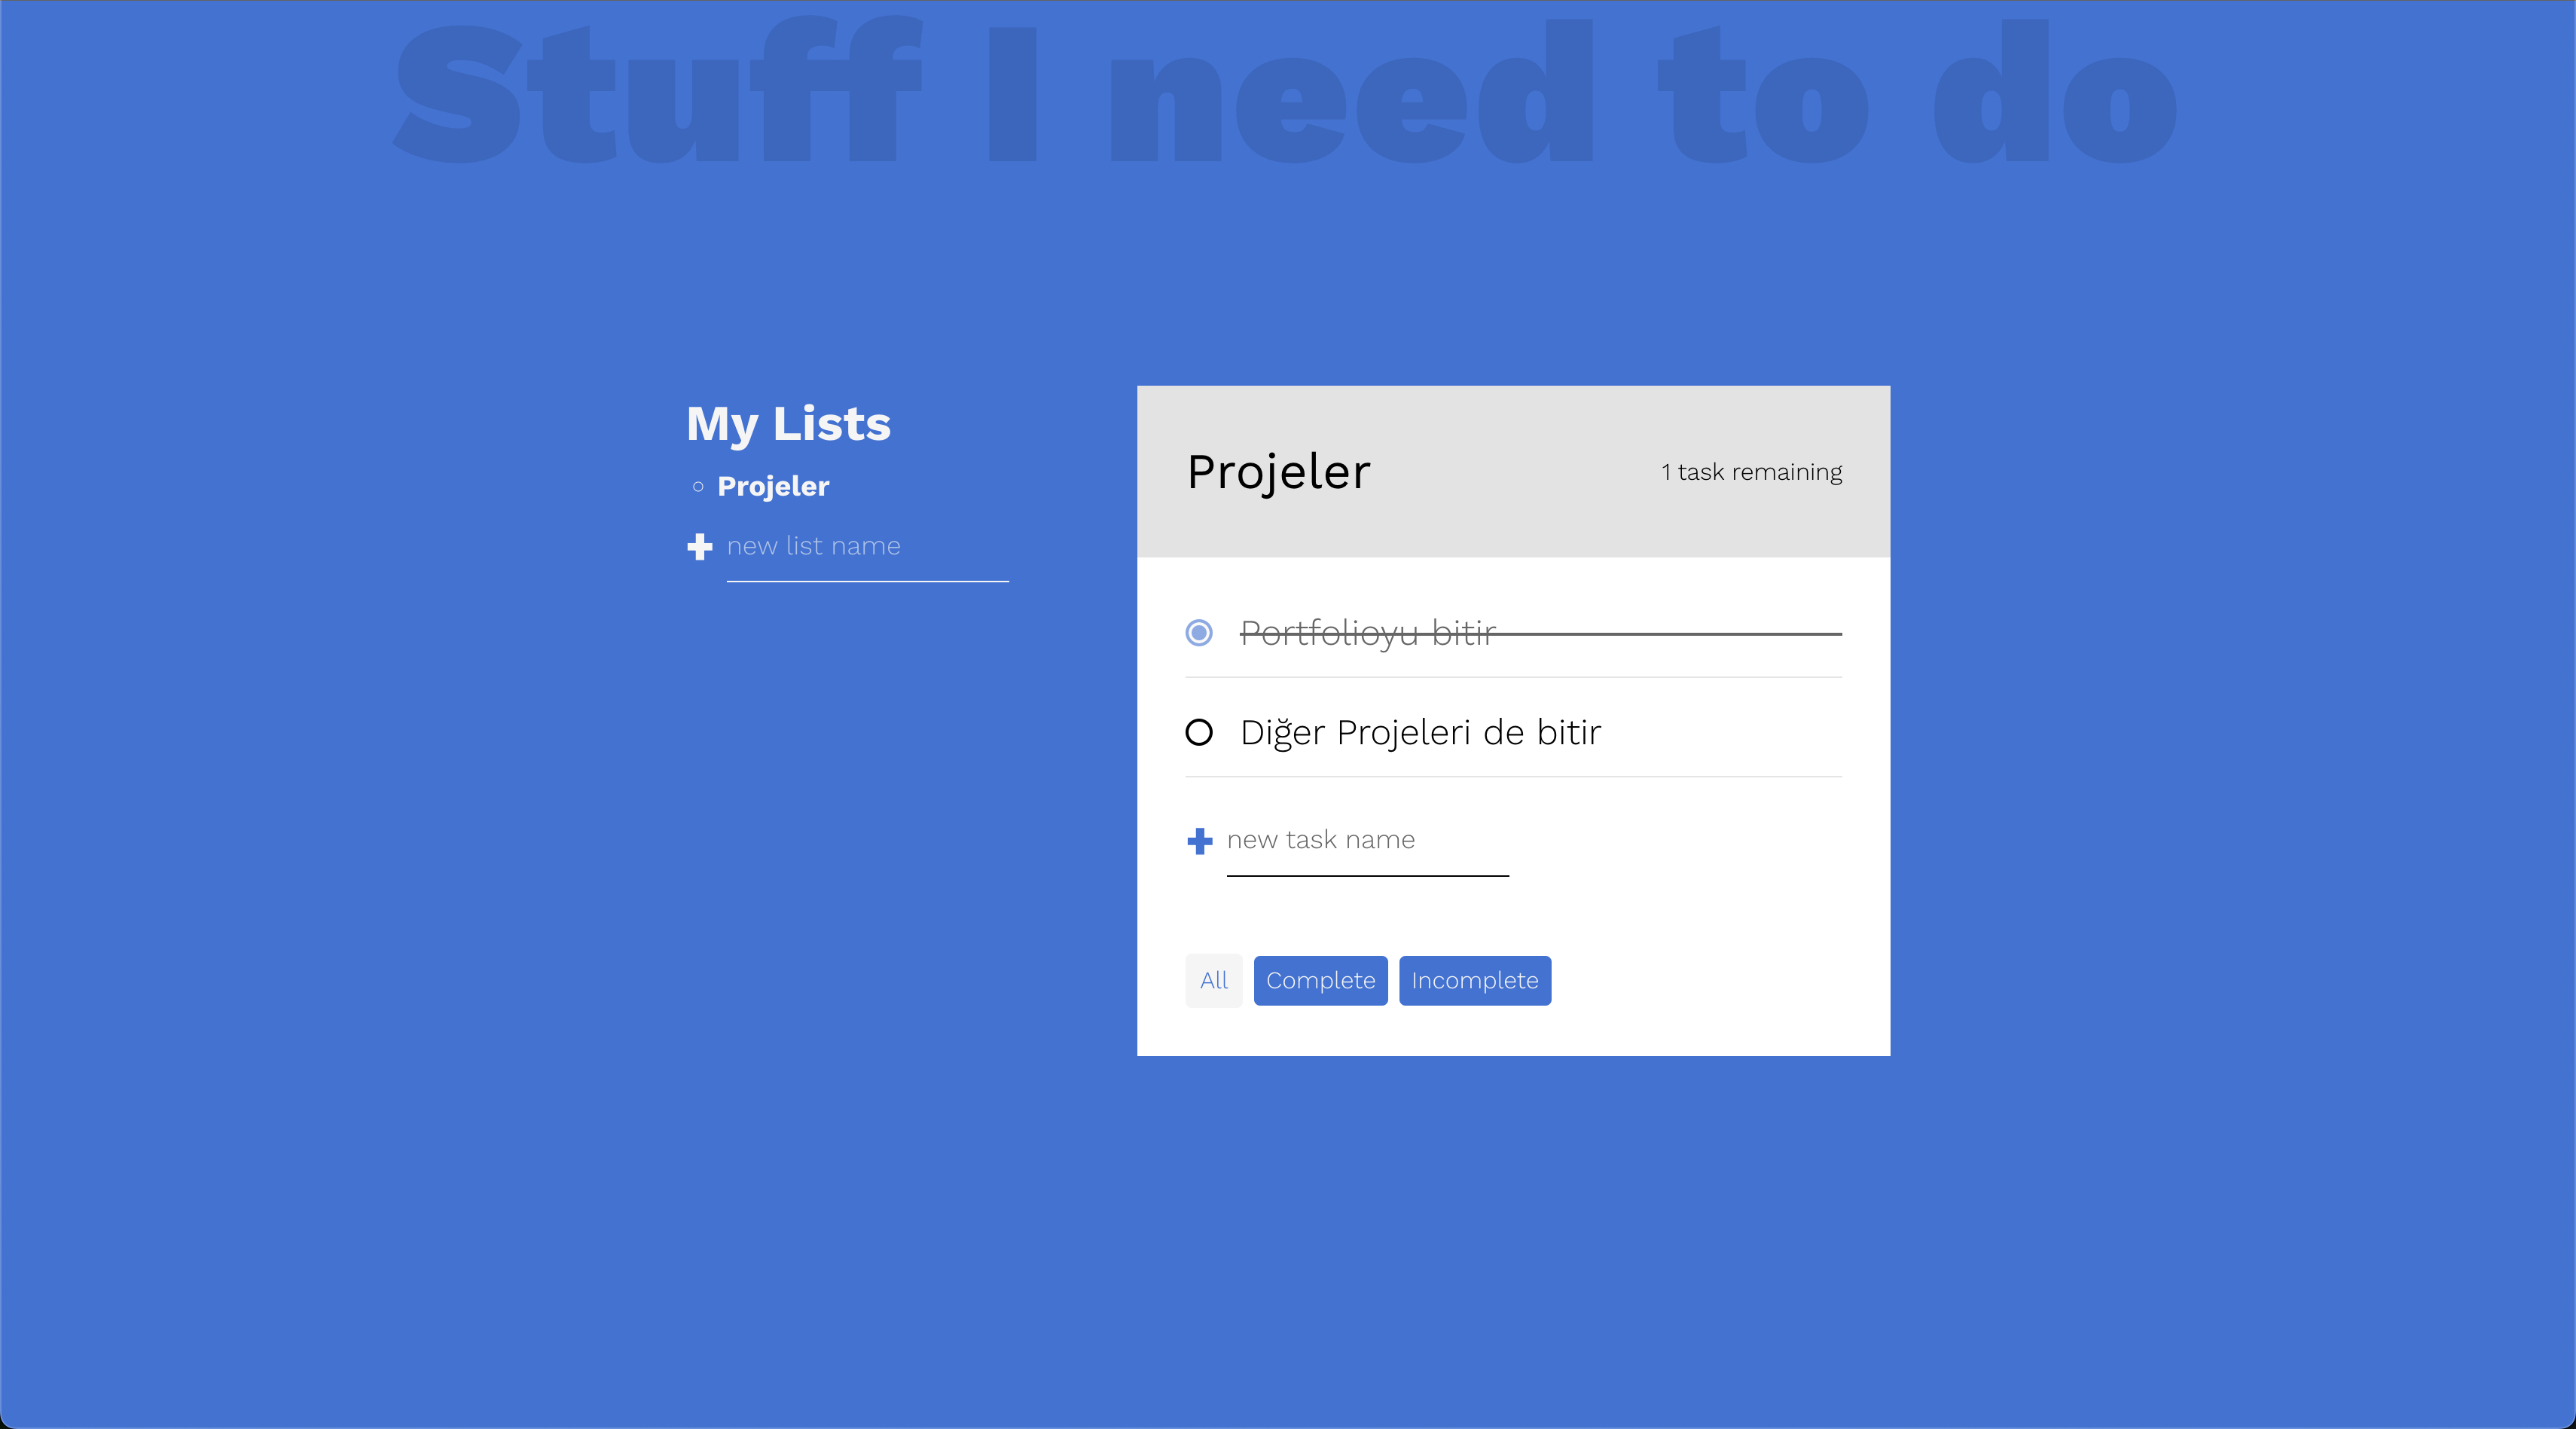 Stuff I need to do
My Lists
Projeler
new list name
Projeler
1 task remaining
Portfolioyu bitir
Diğer Projeleri de bitir
new task name
All
Complete
Incomplete